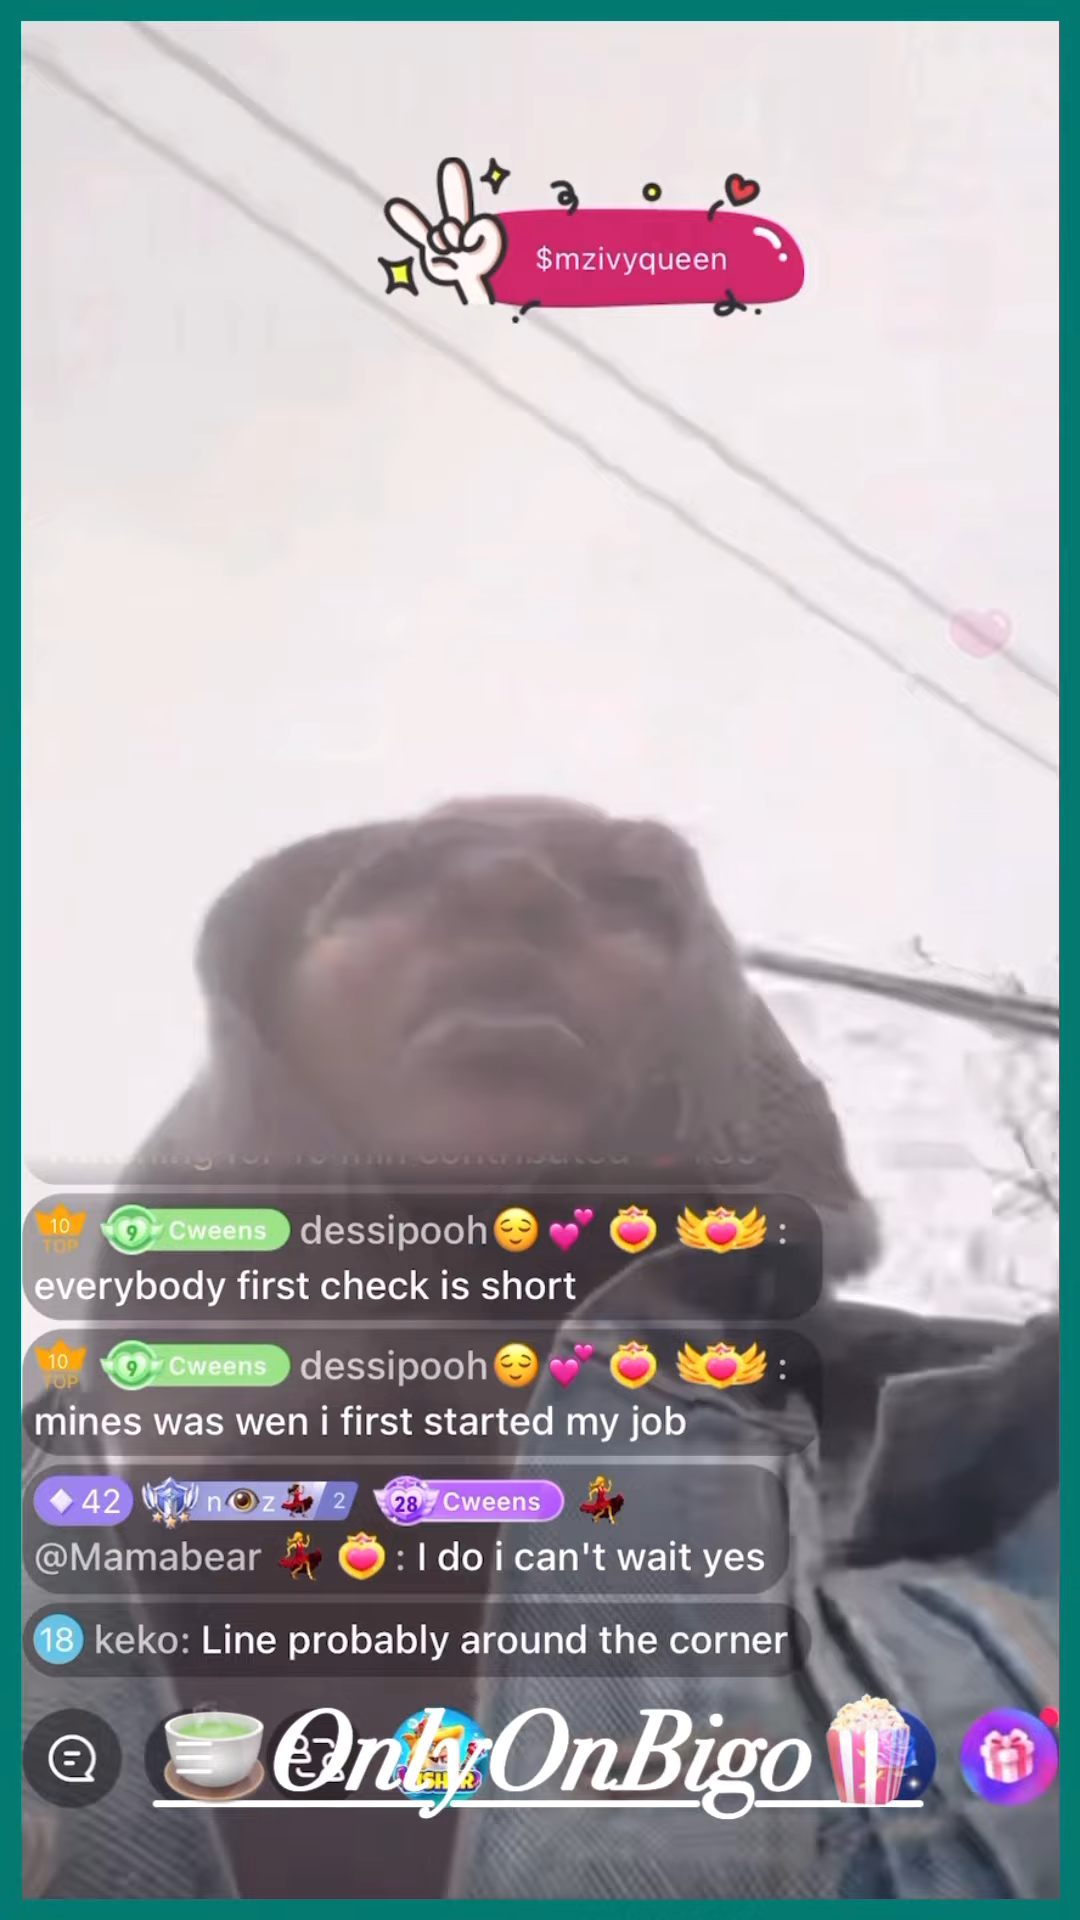 $mzivyqueen
10 TOP 9 Cweens dessipooh😌💕 :
everybody first check is short
10 TOP 9 Cweens dessipooh😌💕 :
mines was wen i first started my job
42 n👁️z💃 2 28 Cweens 💃
@Mamabear 💃 : I do i can't wait yes
18 keko: Line probably around the corner
🍵OnlyOnBigo🍿